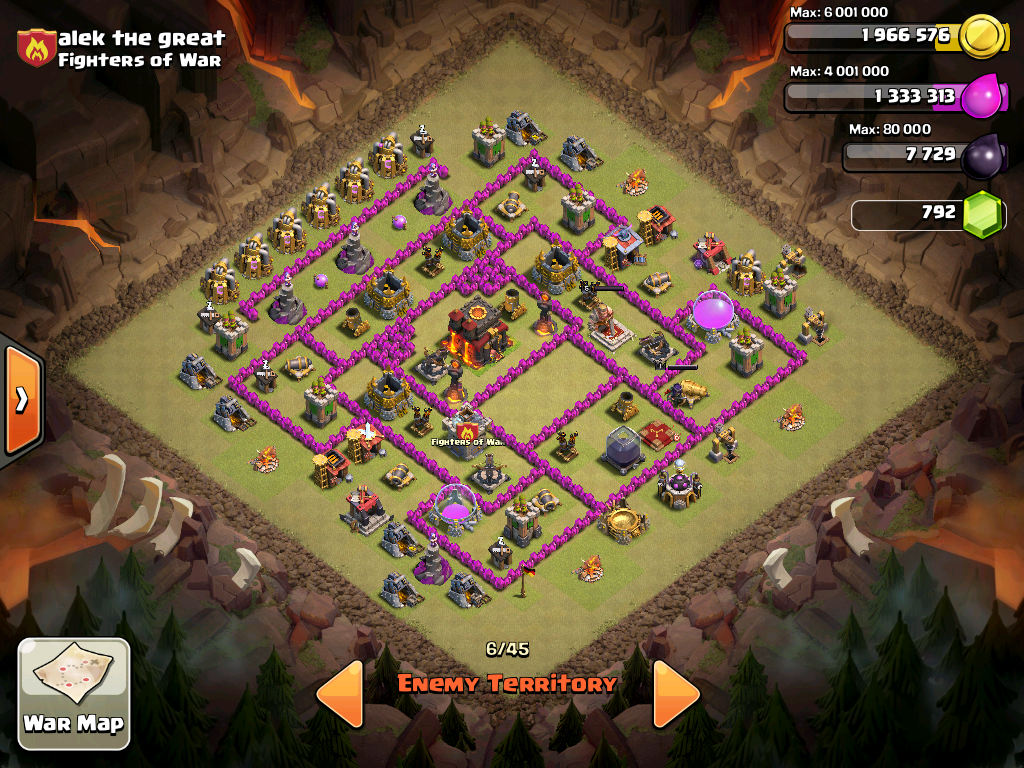 alek the great
Fighters of War
Max: 6 001 000
1 966 576
Max: 4 001 000
1 333 313
Max: 80 000
7 729
792
Fighters of Wa
6/45
Enemy Territory
War Map